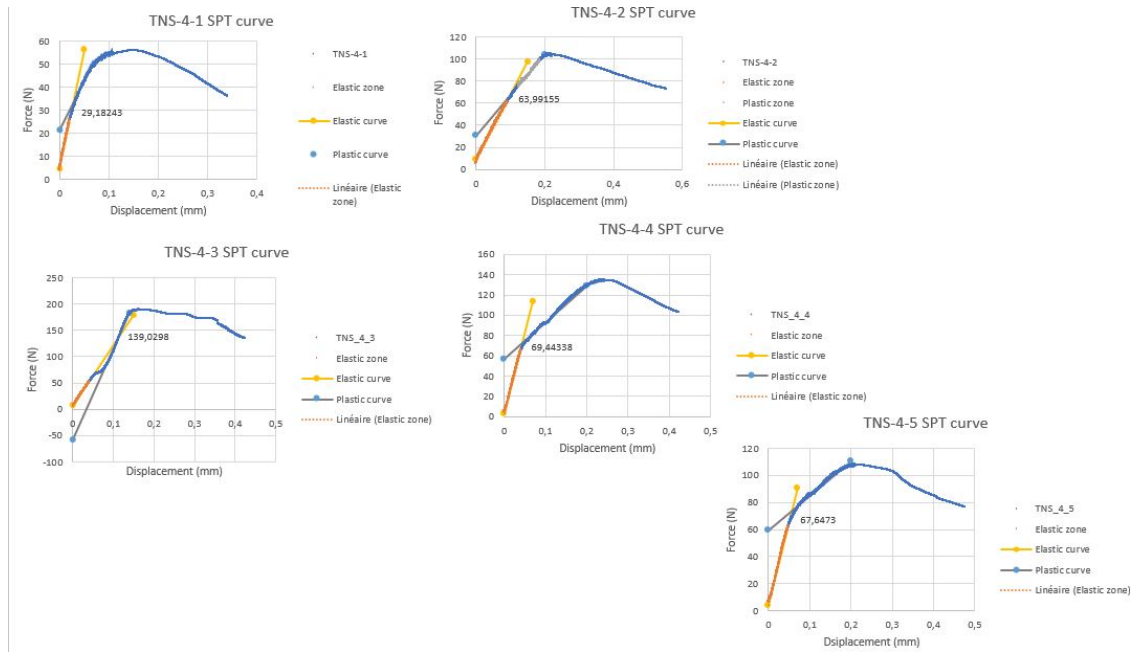 TNS-4-1 SPT curve
60
50
40
30
20
10
0
Force (N)
29,18243
0
0,1
0,2
0,3
0,4
Displacement (mm)
TNS-4-1
Elastic zone
Elastic curve
Plastic curve
Linéaire (Elastic
zone)
TNS-4-2 SPT curve
120
100
80
60
40
20
0
Force (N)
63,99155
0
0,2
0,4
0,6
Displacement (mm)
TNS-4-2
Elastic zone
Plastic zone
Elastic curve
Plastic curve
Linéaire (Elastic zone)
Linéaire (Plastic zone)
TNS-4-3 SPT curve
250
200
150
100
50
0
-50
-100
Force (N)
139,0298
0
0,1
0,2
0,3
0,4
0,5
Displacement (mm)
TNS_4_3
Elastic zone
Elastic curve
Plastic curve
Linéaire (Elastic zone)
TNS-4-4 SPT curve
160
140
120
100
80
60
40
20
0
Force (N)
69,44338
0
0,1
0,2
0,3
0,4
0,5
Displacement (mm)
TNS_4_4
Elastic zone
Elastic curve
Plastic curve
Linéaire (Elastic zone)
TNS-4-5 SPT curve
120
100
80
60
40
20
0
Force (N)
67,6473
0
0,1
0,2
0,3
0,4
0,5
Dsiplacement (mm)
TNS_4_5
Elastic zone
Elastic curve
Plastic curve
Linéaire (Elastic zone)